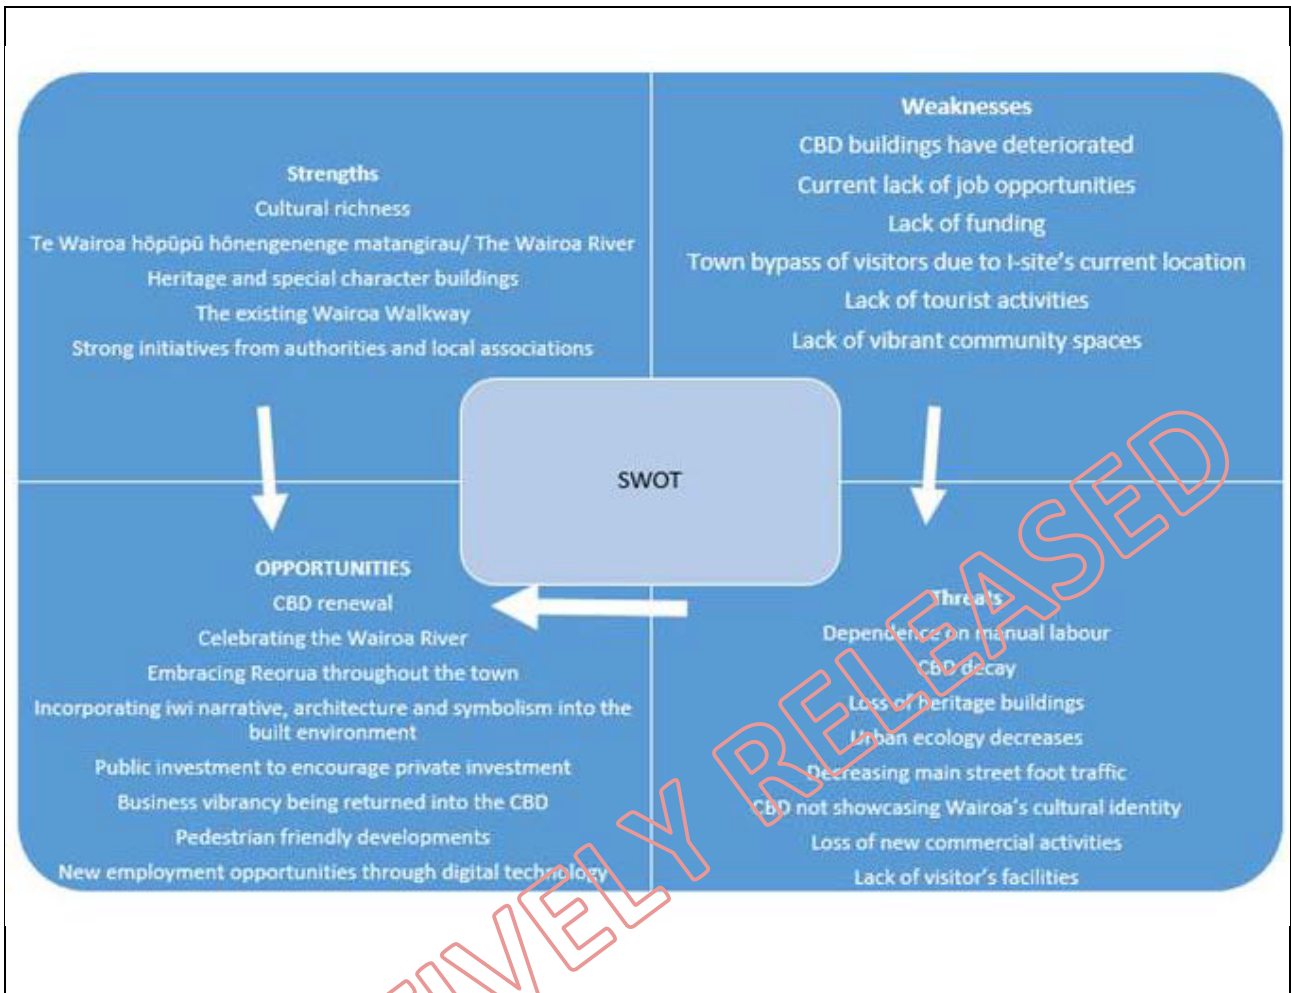 Strengths
Cultural richness
Te Wairoa hōpūpū hōnengenenge matangirau/ The Wairoa River
Heritage and special character buildings
The existing Wairoa Walkway
Strong initiatives from authorities and local associations
Weaknesses
CBD buildings have deteriorated
Current lack of job opportunities
Lack of funding
Town bypass of visitors due to I-site's current location
Lack of tourist activities
Lack of vibrant community spaces
SWOT
OPPORTUNITIES
CBD renewal
Celebrating the Wairoa River
Embracing Reorua throughout the town
Incorporating iwi narrative, architecture and symbolism into the
built environment
Public investment to encourage private investment
Business vibrancy being returned into the CBD
Pedestrian friendly developments
New employment opportunities through digital technology
Threats
Dependence on manual labour
CBD decay
Loss of heritage buildings
Urban ecology decreases
Decreasing main street foot traffic
CBD not showcasing Wairoa's cultural identity
Loss of new commercial activities
Lack of visitor's facilities
RELEASED